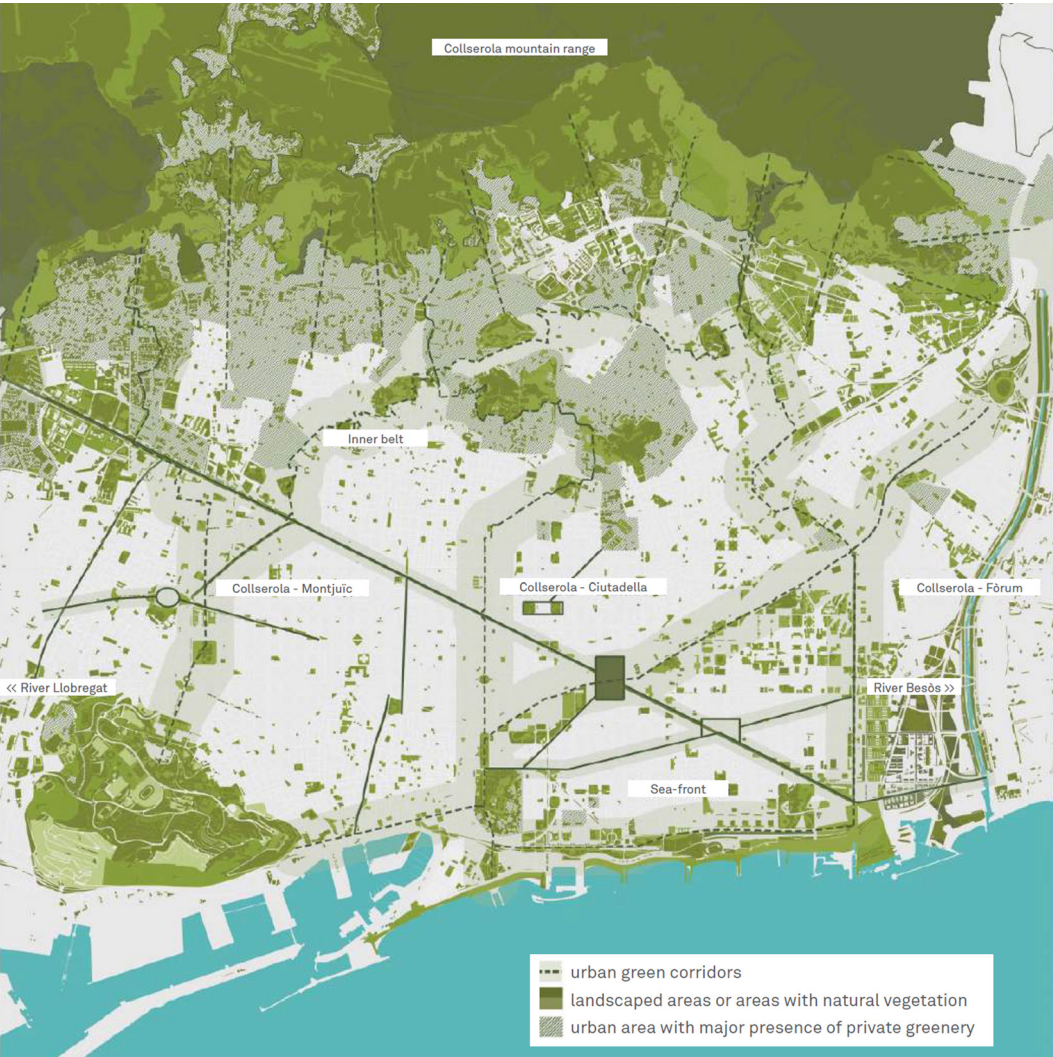 Collserola mountain range
Inner belt
Collserola - Montjuïc
Collserola - Ciutadella
Collserola - Fòrum
<< River Llobregat
River Besòs >>
Sea-front
urban green corridors
landscaped areas or areas with natural vegetation
urban area with major presence of private greenery